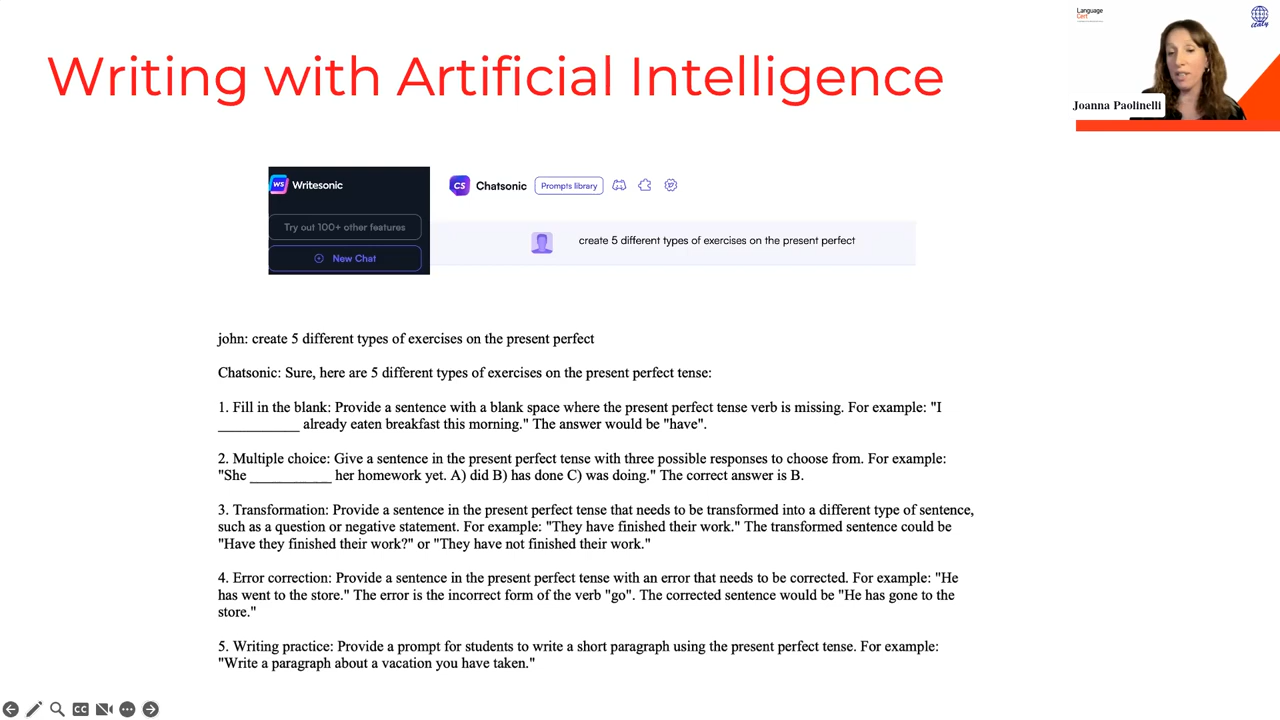 Writing with Artificial Intelligence
Language
Cert
italy
Joanna Paolinelli
WS Writesonic
Try out 100+ other features
New Chat
CS Chatsonic Prompts library
create 5 different types of exercises on the present perfect
john: create 5 different types of exercises on the present perfect
Chatsonic: Sure, here are 5 different types of exercises on the present perfect tense:
1. Fill in the blank: Provide a sentence with a blank space where the present perfect tense verb is missing. For example: "I
___________ already eaten breakfast this morning." The answer would be "have".
2. Multiple choice: Give a sentence in the present perfect tense with three possible responses to choose from. For example:
"She ___________ her homework yet. A) did B) has done C) was doing." The correct answer is B.
3. Transformation: Provide a sentence in the present perfect tense that needs to be transformed into a different type of sentence,
such as a question or negative statement. For example: "They have finished their work." The transformed sentence could be
"Have they finished their work?" or "They have not finished their work."
4. Error correction: Provide a sentence in the present perfect tense with an error that needs to be corrected. For example: "He
has went to the store." The error is the incorrect form of the verb "go". The corrected sentence would be "He has gone to the
store."
5. Writing practice: Provide a prompt for students to write a short paragraph using the present perfect tense. For example:
"Write a paragraph about a vacation you have taken."
CC